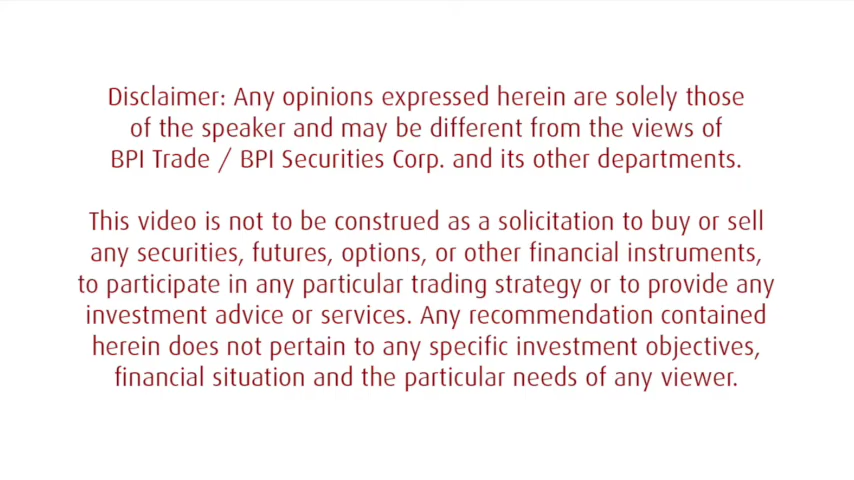 Disclaimer: Any opinions expressed herein are solely those
of the speaker and may be different from the views of
BPI Trade / BPI Securities Corp. and its other departments.
This video is not to be construed as a solicitation to buy or sell
any securities, futures, options, or other financial instruments,
to participate in any particular trading strategy or to provide any
investment advice or services. Any recommendation contained
herein does not pertain to any specific investment objectives,
financial situation and the particular needs of any viewer.